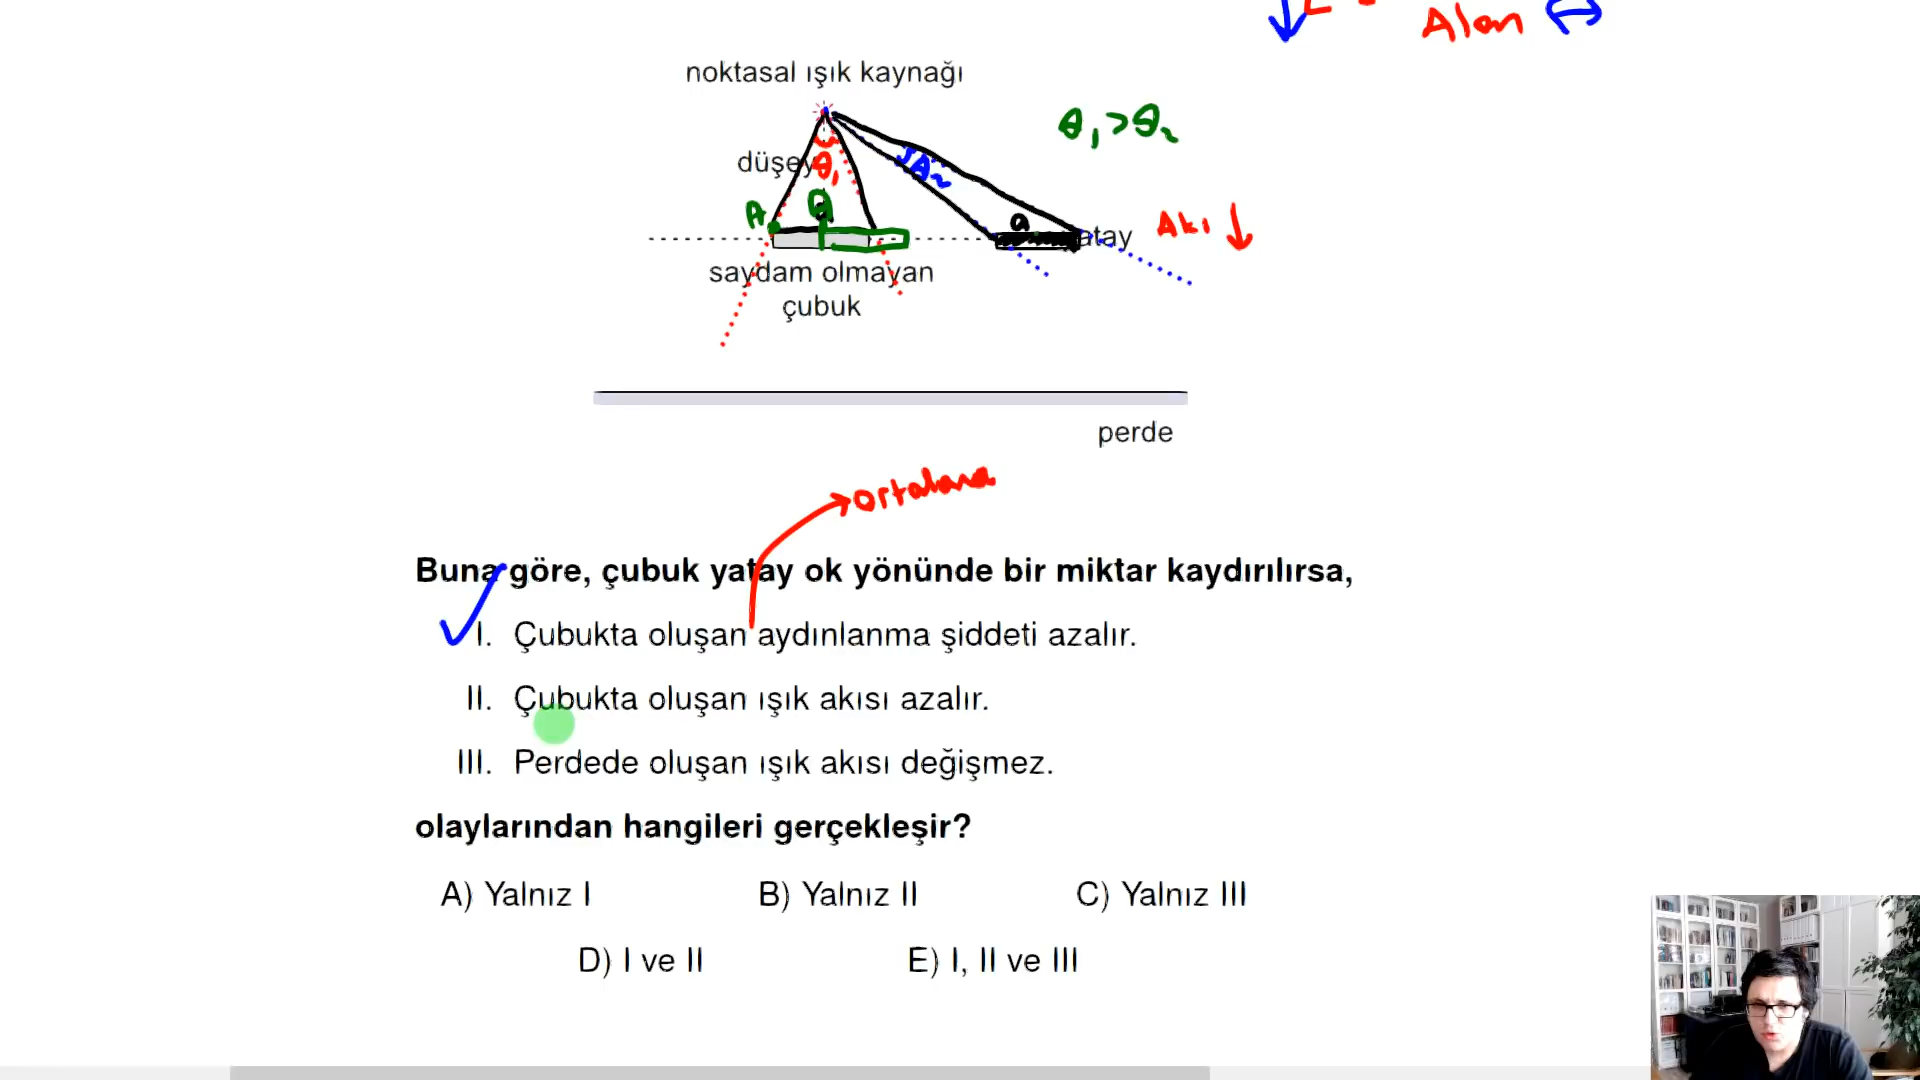 Alan
noktasal ışık kaynağı
θ₁ > θ₂
düşey
θ₁
θ₂
A
a
a
yatay
Akı ↓
saydam olmayan
çubuk
perde
ortalama
Buna göre, çubuk yatay ok yönünde bir miktar kaydırılırsa,
I. Çubukta oluşan aydınlanma şiddeti azalır.
II. Çubukta oluşan ışık akısı azalır.
III. Perdede oluşan ışık akısı değişmez.
olaylarından hangileri gerçekleşir?
A) Yalnız I B) Yalnız II C) Yalnız III
D) I ve II E) I, II ve III